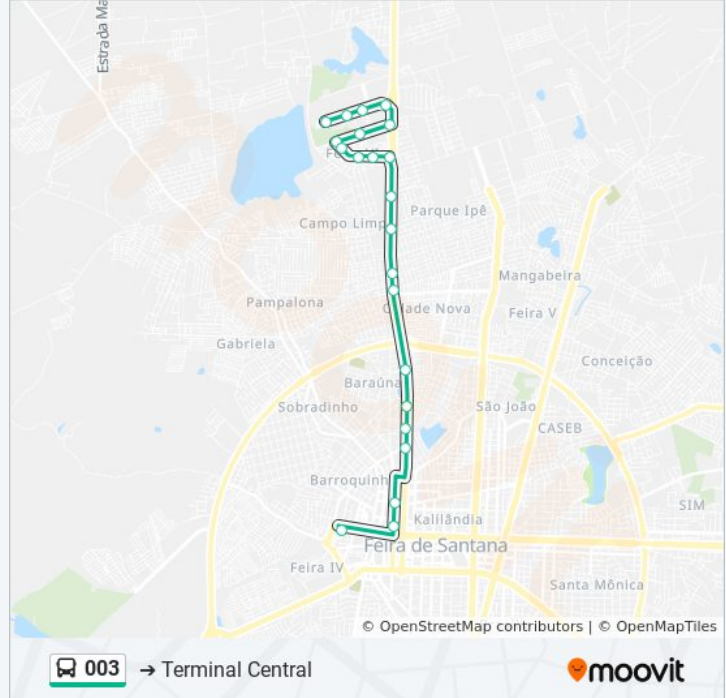 Estrada Ma
Fe
Campo Limp
Parque Ipê
Mangabeira
Pampalona
Cidade Nova
Feira V
Gabriela
Conceição
Baraúna
Sobradinho
São João
CASEB
Barroquinh
SIM
Kalilândia
Feira de Santana
Feira IV
Santa Mônica
© OpenStreetMap contributors | © OpenMapTiles
003 → Terminal Central
moovit